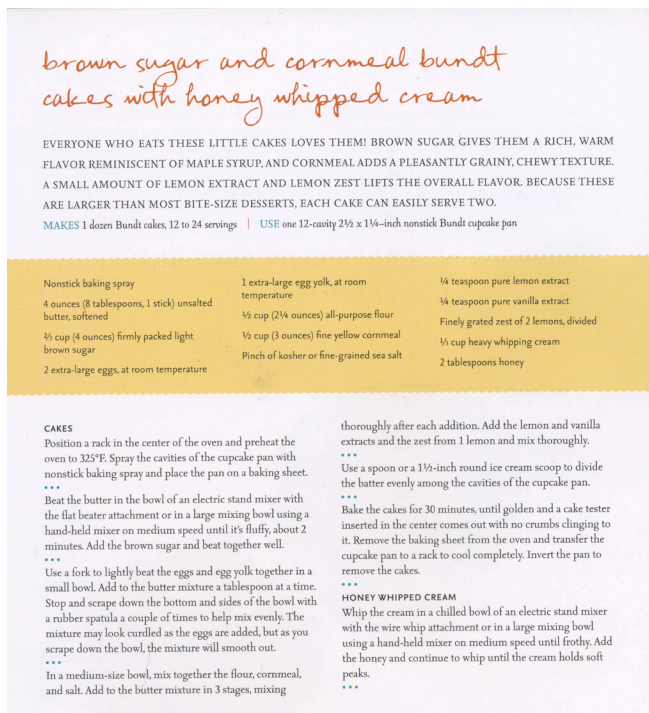 brown sugar and cornmeal bundt
cakes with honey whipped cream
EVERYONE WHO EATS THESE LITTLE CAKES LOVES THEM! BROWN SUGAR GIVES THEM A RICH, WARM
FLAVOR REMINISCENT OF MAPLE SYRUP, AND CORNMEAL ADDS A PLEASANTLY GRAINY, CHEWY TEXTURE.
A SMALL AMOUNT OF LEMON EXTRACT AND LEMON ZEST LIFTS THE OVERALL FLAVOR. BECAUSE THESE
ARE LARGER THAN MOST BITE-SIZE DESSERTS, EACH CAKE CAN EASILY SERVE TWO.
MAKES 1 dozen Bundt cakes, 12 to 24 servings | USE one 12-cavity 2½ x 1¼–inch nonstick Bundt cupcake pan
Nonstick baking spray
4 ounces (8 tablespoons, 1 stick) unsalted
butter, softened
⅔ cup (4 ounces) firmly packed light
brown sugar
2 extra-large eggs, at room temperature
1 extra-large egg yolk, at room
temperature
½ cup (2¼ ounces) all-purpose flour
½ cup (3 ounces) fine yellow cornmeal
Pinch of kosher or fine-grained sea salt
¼ teaspoon pure lemon extract
¼ teaspoon pure vanilla extract
Finely grated zest of 2 lemons, divided
⅓ cup heavy whipping cream
2 tablespoons honey
CAKES
Position a rack in the center of the oven and preheat the
oven to 325°F. Spray the cavities of the cupcake pan with
nonstick baking spray and place the pan on a baking sheet.
•••
Beat the butter in the bowl of an electric stand mixer with
the flat beater attachment or in a large mixing bowl using a
hand-held mixer on medium speed until it's fluffy, about 2
minutes. Add the brown sugar and beat together well.
•••
Use a fork to lightly beat the eggs and egg yolk together in a
small bowl. Add to the butter mixture a tablespoon at a time.
Stop and scrape down the bottom and sides of the bowl with
a rubber spatula a couple of times to help mix evenly. The
mixture may look curdled as the eggs are added, but as you
scrape down the bowl, the mixture will smooth out.
•••
In a medium-size bowl, mix together the flour, cornmeal,
and salt. Add to the butter mixture in 3 stages, mixing
thoroughly after each addition. Add the lemon and vanilla
extracts and the zest from 1 lemon and mix thoroughly.
•••
Use a spoon or a 1½-inch round ice cream scoop to divide
the batter evenly among the cavities of the cupcake pan.
•••
Bake the cakes for 30 minutes, until golden and a cake tester
inserted in the center comes out with no crumbs clinging to
it. Remove the baking sheet from the oven and transfer the
cupcake pan to a rack to cool completely. Invert the pan to
remove the cakes.
•••
HONEY WHIPPED CREAM
Whip the cream in a chilled bowl of an electric stand mixer
with the wire whip attachment or in a large mixing bowl
using a hand-held mixer on medium speed until frothy. Add
the honey and continue to whip until the cream holds soft
peaks.
•••